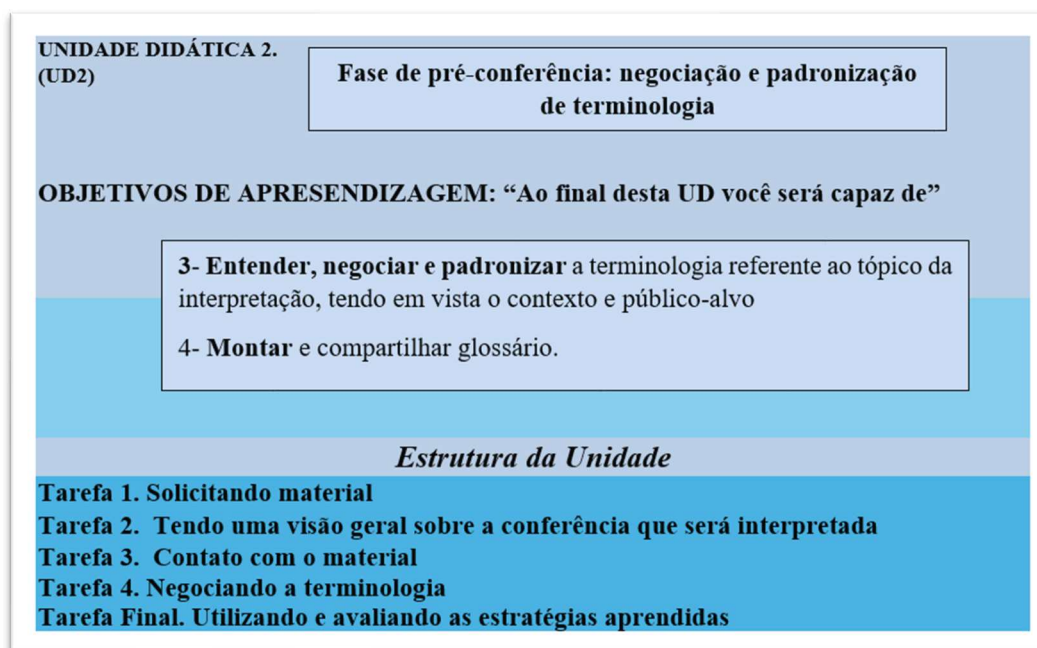 UNIDADE DIDÁTICA 2.
(UD2)
Fase de pré-conferência: negociação e padronização
de terminologia
OBJETIVOS DE APRESENDIZAGEM: “Ao final desta UD você será capaz de”
3- Entender, negociar e padronizar a terminologia referente ao tópico da
interpretação, tendo em vista o contexto e público-alvo
4- Montar e compartilhar glossário.
Estrutura da Unidade
Tarefa 1. Solicitando material
Tarefa 2. Tendo uma visão geral sobre a conferência que será interpretada
Tarefa 3. Contato com o material
Tarefa 4. Negociando a terminologia
Tarefa Final. Utilizando e avaliando as estratégias aprendidas